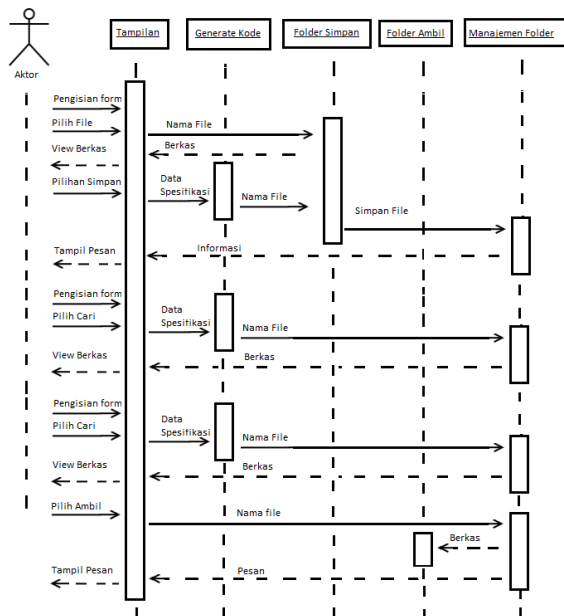 Tampilan
Generate Kode
Folder Simpan
Folder Ambil
Manajemen Folder
Aktor
Pengisian form
Pilih File
Nama File
Berkas
View Berkas
Pilihan Simpan
Data
Spesitikasi
Nama File
Simpan File
Informasi
Tampil Pesan
Pengisian form
Pilih Cari
Data
Spesitikasi
Nama File
View Berkas
Berkas
Pengisian form
Pilih Cari
Data
Spesitikasi
Nama File
View Berkas
Berkas
Pilih Ambil
Nama file
Berkas
Tampil Pesan
Pesan